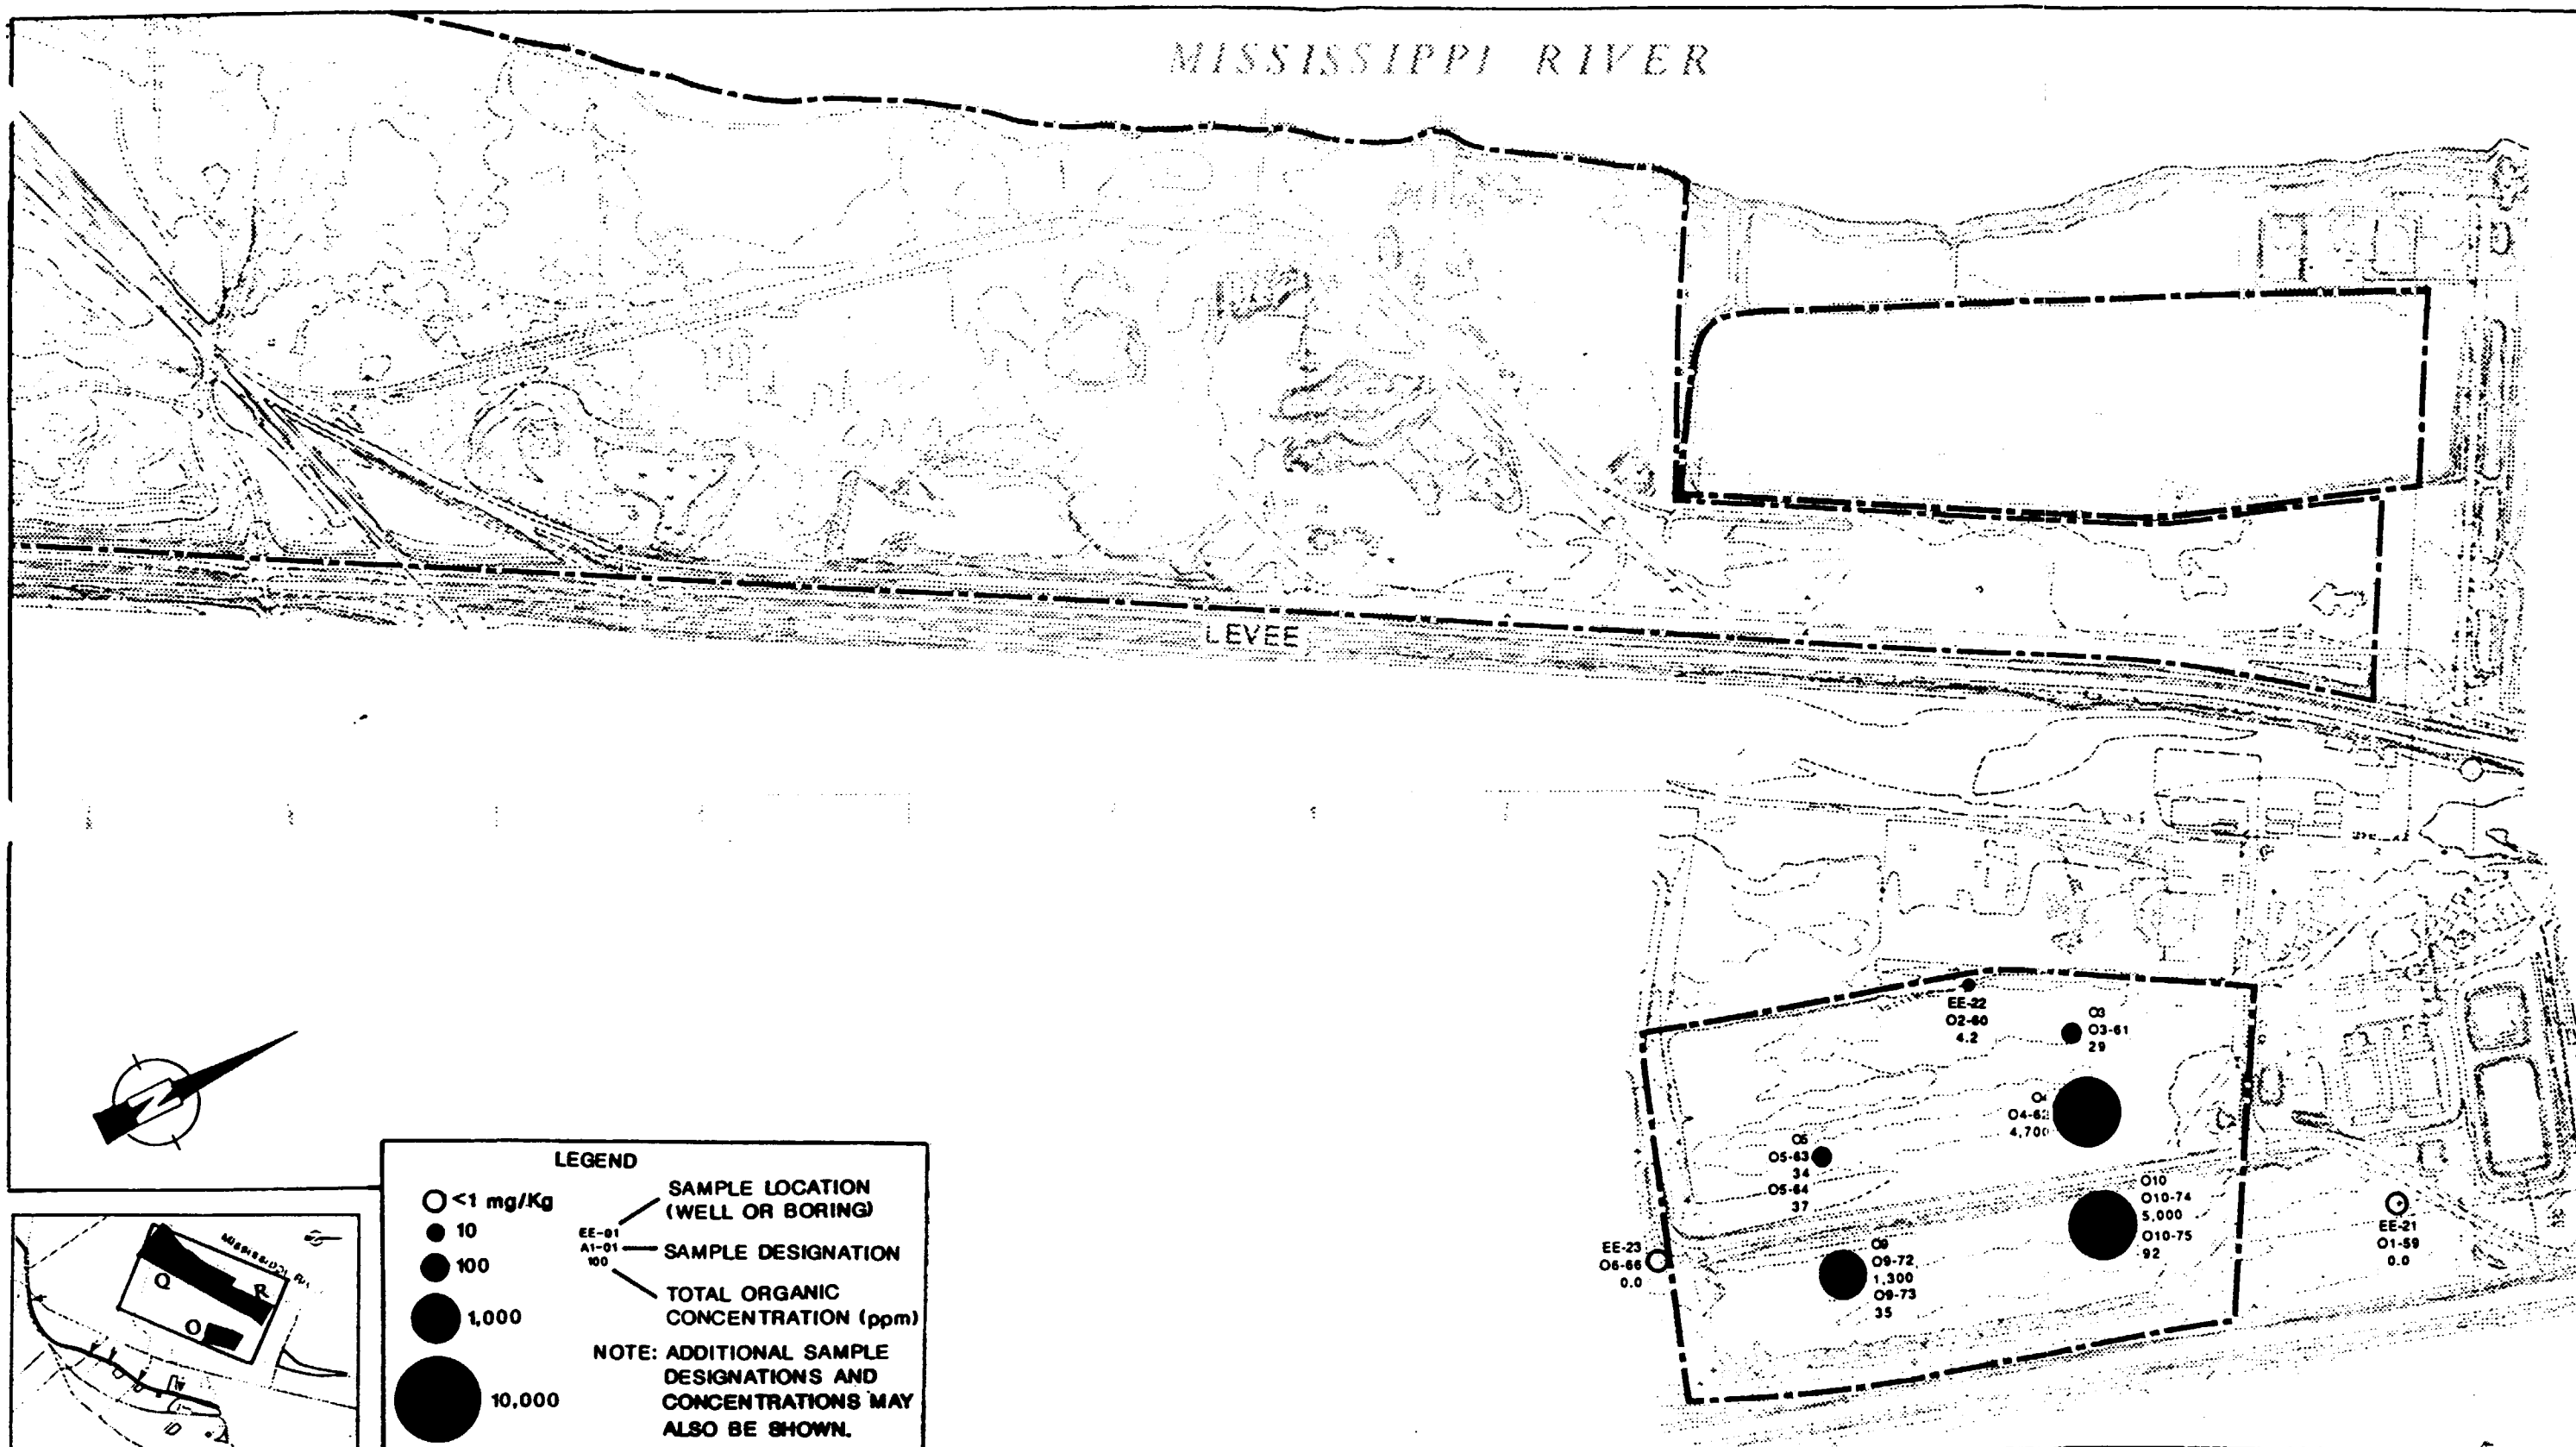 MISSISSIPPI RIVER
LEVEE
EE-22
O2-60
4.2
O3
O3-61
29
O4
O4-62
4,700
O5
O5-63
34
O5-64
37
O10
O10-74
5,000
O10-75
92
EE-21
O1-59
0.0
EE-23
O6-66
0.0
O9
O9-72
1,300
O9-73
35
N
LEGEND
<1 mg/Kg
10
100
1,000
10,000
EE-01
A1-01
100
SAMPLE LOCATION
(WELL OR BORING)
SAMPLE DESIGNATION
TOTAL ORGANIC
CONCENTRATION (ppm)
NOTE: ADDITIONAL SAMPLE
DESIGNATIONS AND
CONCENTRATIONS MAY
ALSO BE SHOWN.
MISSISSIPPI
Q
R
O